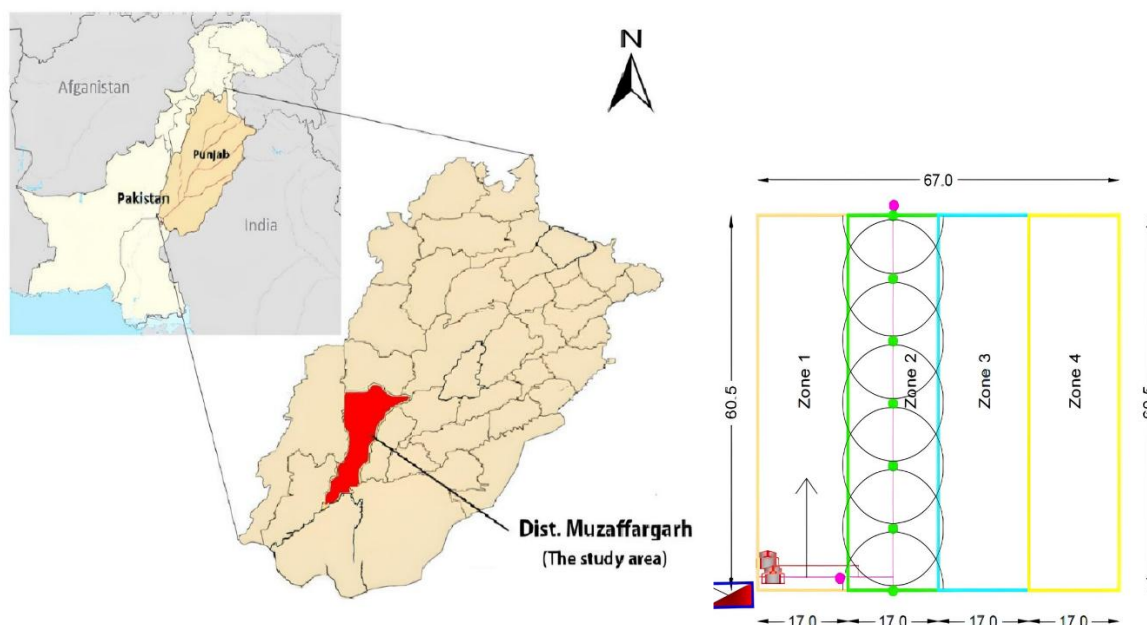 Afganistan
Punjab
Pakistan
India
N
Dist. Muzaffargarh
(The study area)
67.0
60.5
Zone 1
Zone 2
Zone 3
Zone 4
17.0
17.0
17.0
17.0